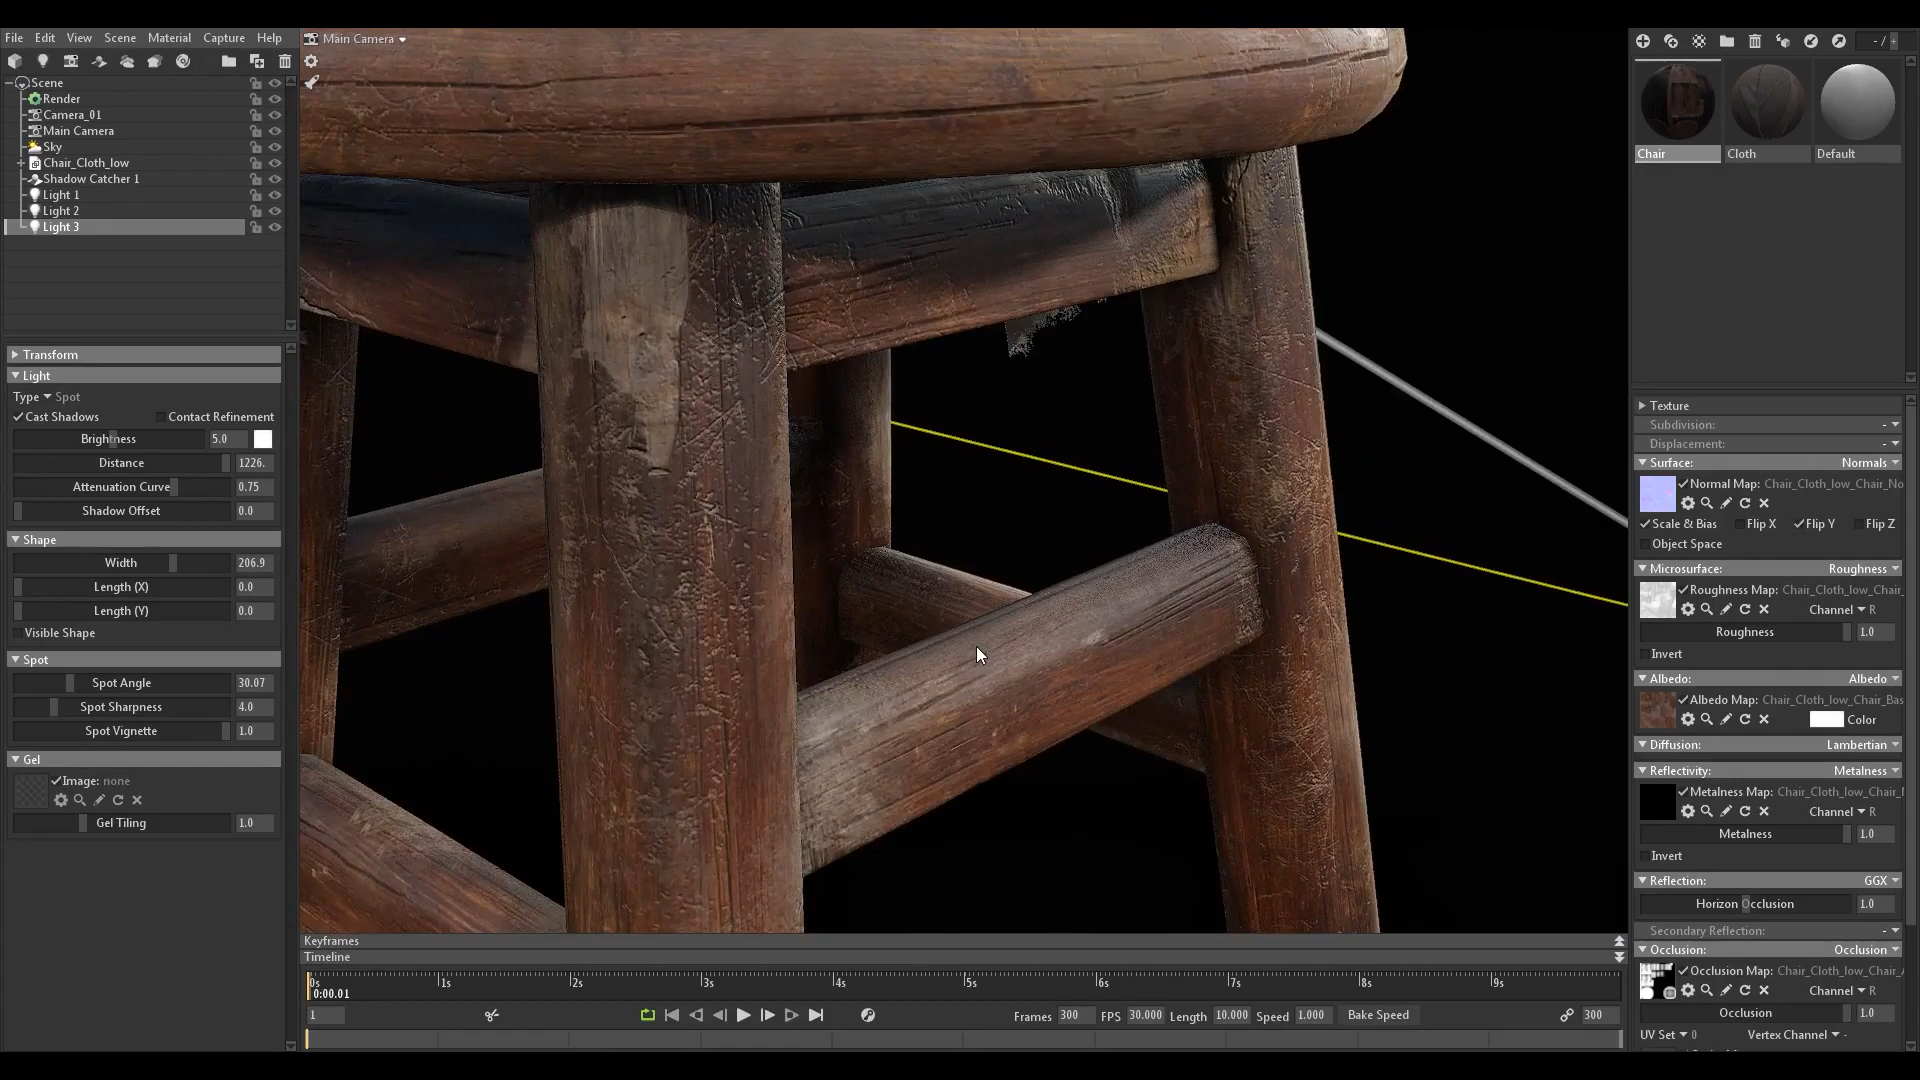 File Edit View Scene Material Capture Help
Main Camera
- /
Scene
Render
Camera_01
Main Camera
Sky
Chair_Cloth_low
Shadow Catcher 1
Light 1
Light 2
Light 3
Chair Cloth Default
Transform
Light
Type Spot
Cast Shadows Contact Refinement
Brightness 5.0
Distance 1226.
Attenuation Curve 0.75
Shadow Offset 0.0
Shape
Width 206.9
Length (X) 0.0
Length (Y) 0.0
Visible Shape
Spot
Spot Angle 30.07
Spot Sharpness 4.0
Spot Vignette 1.0
Gel
Image: none
Gel Tiling 1.0
Texture
Subdivision: -
Displacement: -
Surface: Normals
Normal Map: Chair_Cloth_low_Chair_No
Scale & Bias Flip X Flip Y Flip Z
Object Space
Microsurface: Roughness
Roughness Map: Chair_Cloth_low_Chair_
Channel R
Roughness 1.0
Invert
Albedo: Albedo
Albedo Map: Chair_Cloth_low_Chair_Bas
Color
Diffusion: Lambertian
Reflectivity: Metalness
Metalness Map: Chair_Cloth_low_Chair_
Channel R
Metalness 1.0
Invert
Reflection: GGX
Horizon Occlusion 1.0
Secondary Reflection: -
Occlusion: Occlusion
Occlusion Map: Chair_Cloth_low_Chair_
Channel R
Occlusion 1.0
UV Set 0 Vertex Channel -
Keyframes
Timeline
0s 1s 2s 3s 4s 5s 6s 7s 8s 9s
0:00.01
1 Frames 300 FPS 30.000 Length 10.000 Speed 1.000 Bake Speed 300